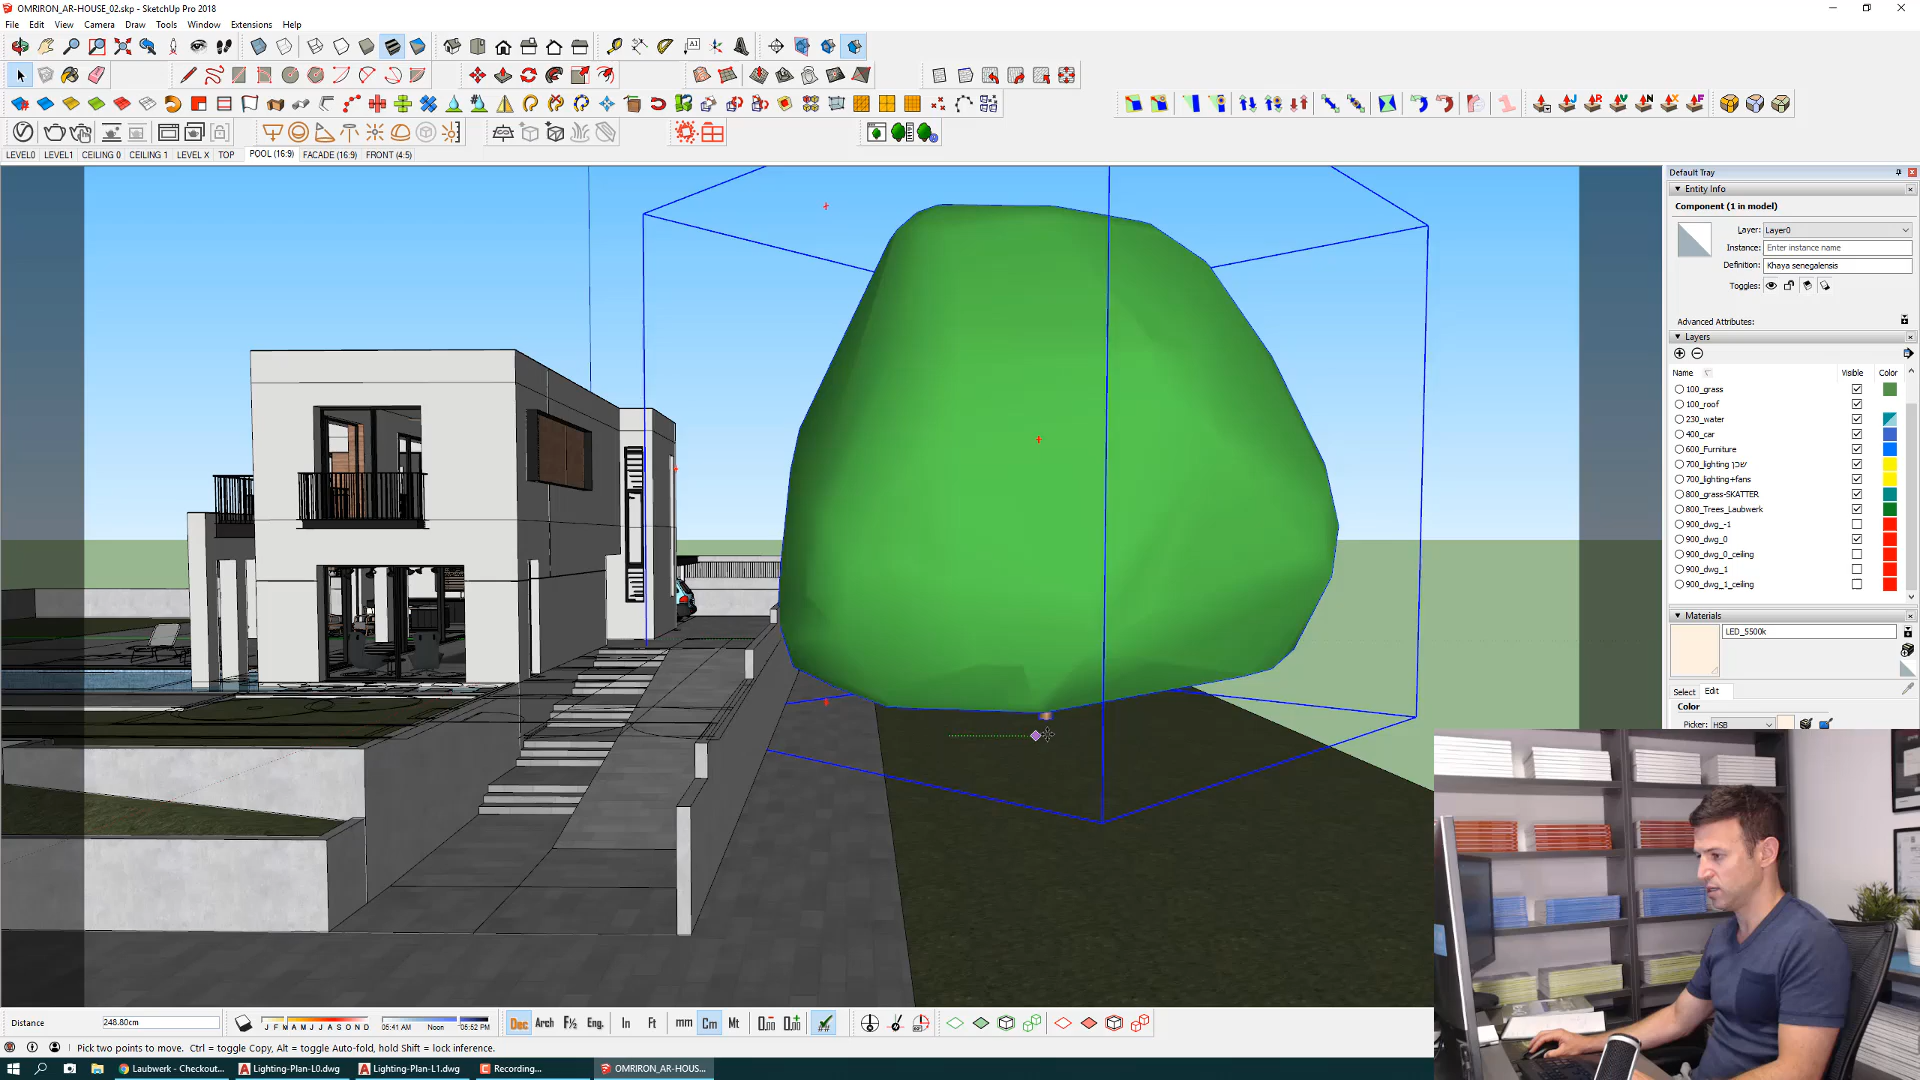 OMRIRON_AR-HOUSE_02.skp - SketchUp Pro 2018
File Edit View Camera Draw Tools Window Extensions Help
LEVEL0 LEVEL1 CEILING 0 CEILING 1 LEVEL X TOP POOL (16:9) FACADE (16:9) FRONT (4:5)
Default Tray
Entity Info
Component (1 in model)
Layer: Layer0
Instance: Enter instance name
Definition: Khaya senegalensis
Toggles:
Advanced Attributes:
Layers
Name Visible Color
100_grass
100_roof
230_water
400_car
600_Furniture
700_lighting שכן
700_lighting+fans
800_grass-SKATTER
800_Trees_Laubwerk
900_dwg_-1
900_dwg_0
900_dwg_0_ceiling
900_dwg_1
900_dwg_1_ceiling
Materials
LED_5500k
Select Edit
Color
Picker: HSB
Distance 248.80cm
J F M A M J J A S O N D 05:41 AM Noon 05:52 PM
Dec Arch F½ Eng. In Ft mm Cm Mt
Pick two points to move. Ctrl = toggle Copy, Alt = toggle Auto-fold, hold Shift = lock inference.
Laubwerk - Checkout... Lighting-Plan-L0.dwg Lighting-Plan-L1.dwg Recording... OMRIRON_AR-HOUS...